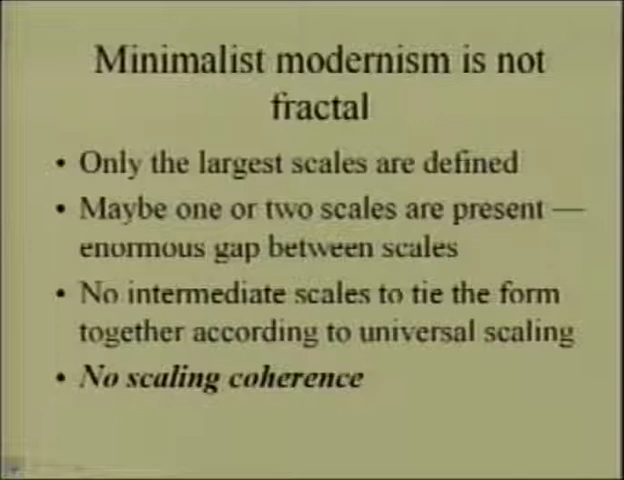 Minimalist modernism is not
fractal
• Only the largest scales are defined
• Maybe one or two scales are present —
enormous gap between scales
• No intermediate scales to tie the form
together according to universal scaling
• No scaling coherence